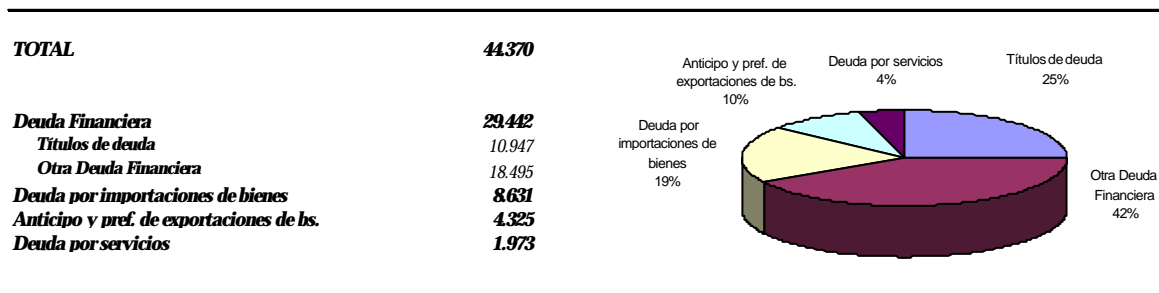 TOTAL 44.370
Deuda Financiera 29.442
Títulos de deuda 10.947
Otra Deuda Financiera 18.495
Deuda por importaciones de bienes 8.631
Anticipo y pref. de exportaciones de bs. 4.325
Deuda por servicios 1.973
Anticipo y pref. de
exportaciones de bs.
10%
Deuda por servicios
4%
Títulos de deuda
25%
Deuda por
importaciones de
bienes
19%
Otra Deuda
Financiera
42%